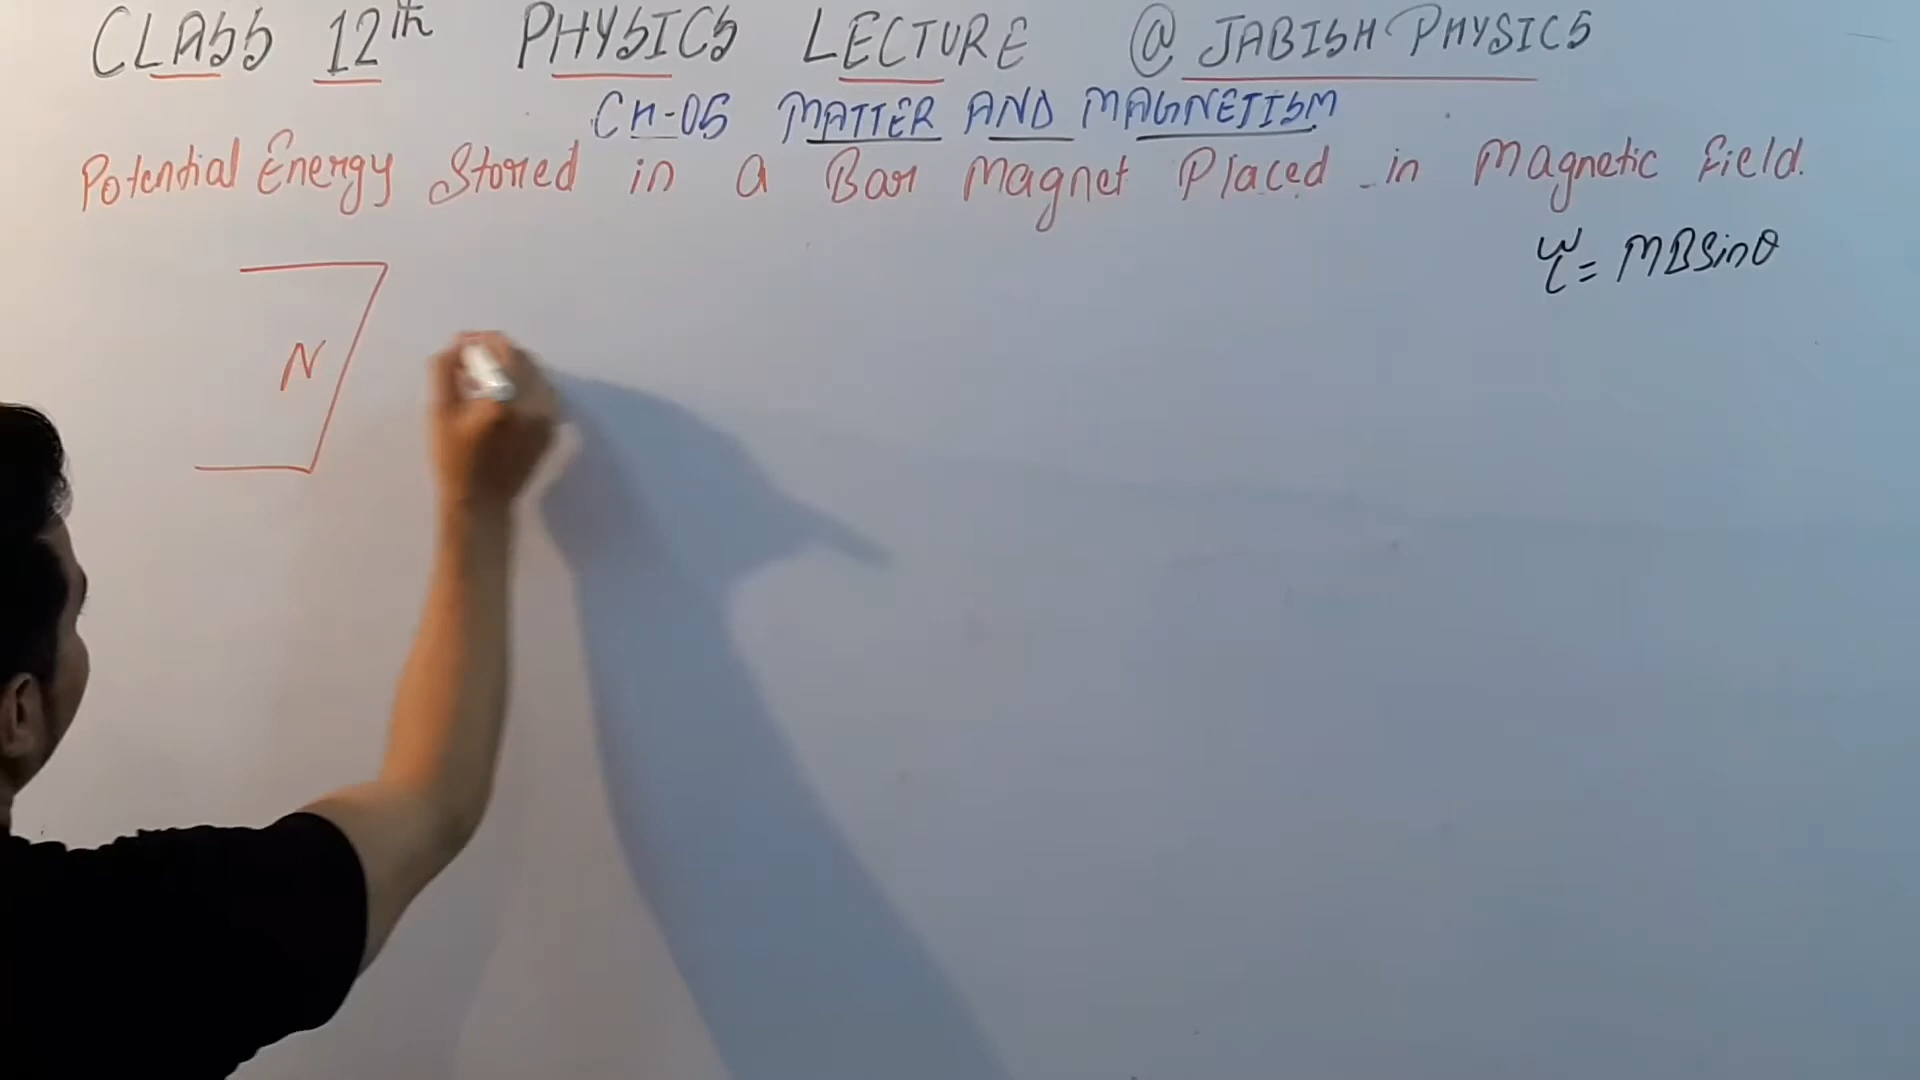 CLASS 12th PHYSICS LECTURE @ JABISH PHYSICS
CH-05 MATTER AND MAGNETISM
Potential Energy Stored in a Bar Magnet Placed in Magnetic Field.
τ = MBSinθ
N